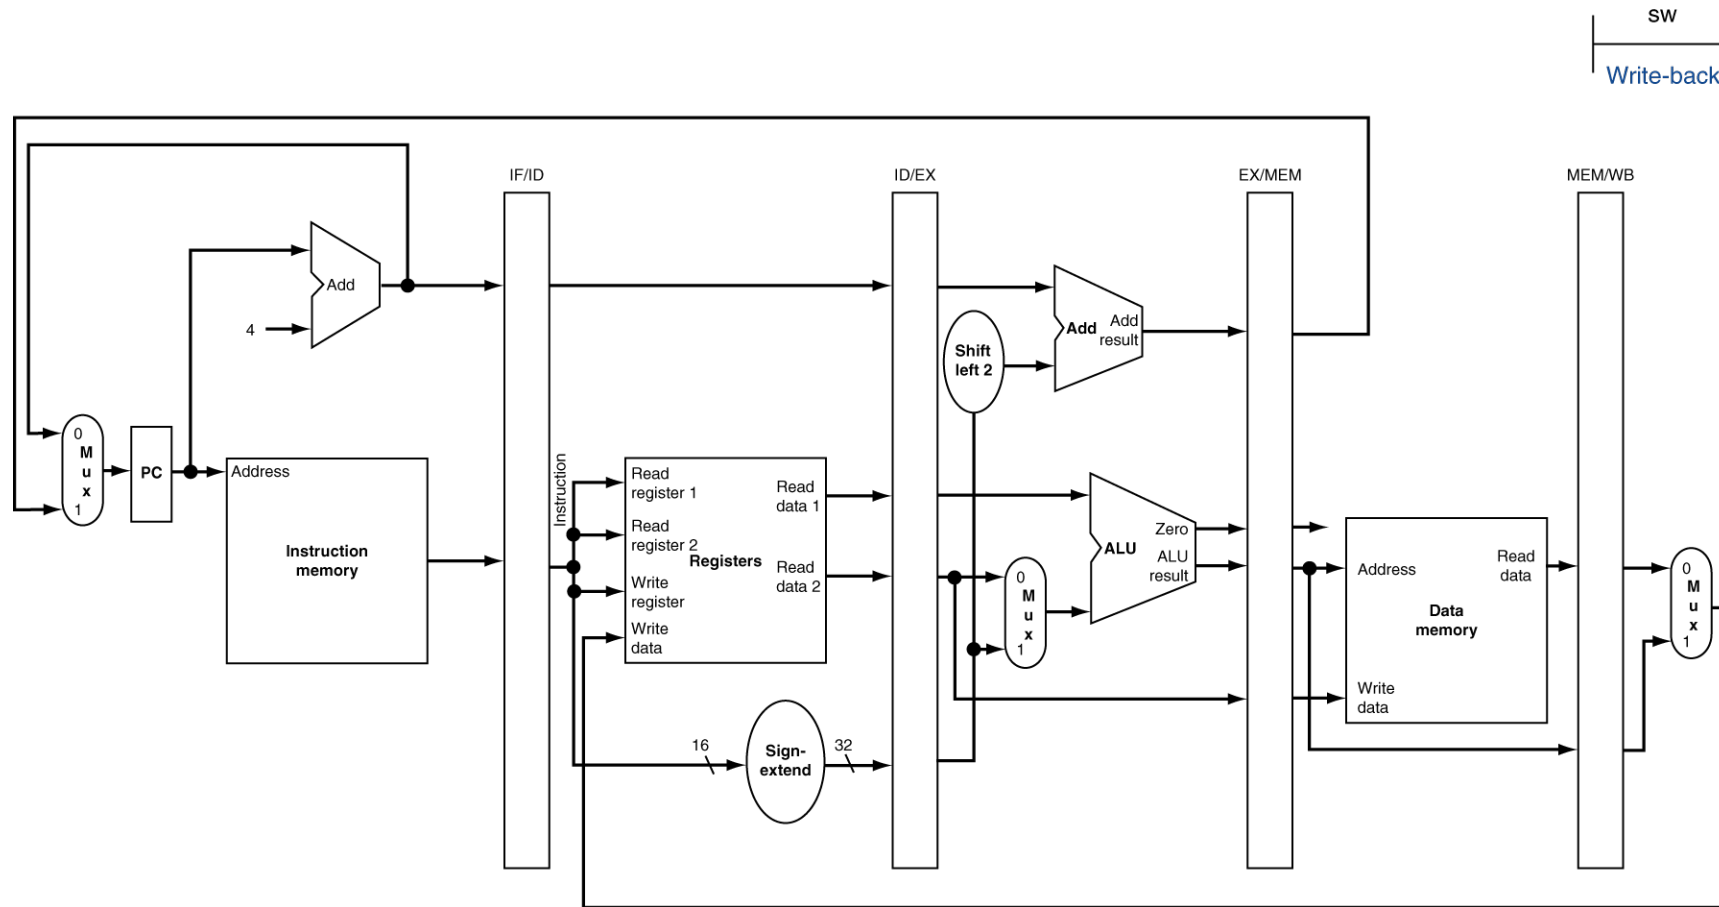 sw
Write-back
IF/ID
ID/EX
EX/MEM
MEM/WB
Add
4
Add
Add
result
Shift
left 2
0
M
u
x
1
PC
Address
Instruction
memory
Instruction
Read
register 1
Read
register 2
Write
register
Write
data
Registers
Read
data 1
Read
data 2
16
Sign-
extend
32
0
M
u
x
1
ALU
Zero
ALU
result
Address
Read
data
Data
memory
Write
data
0
M
u
x
1